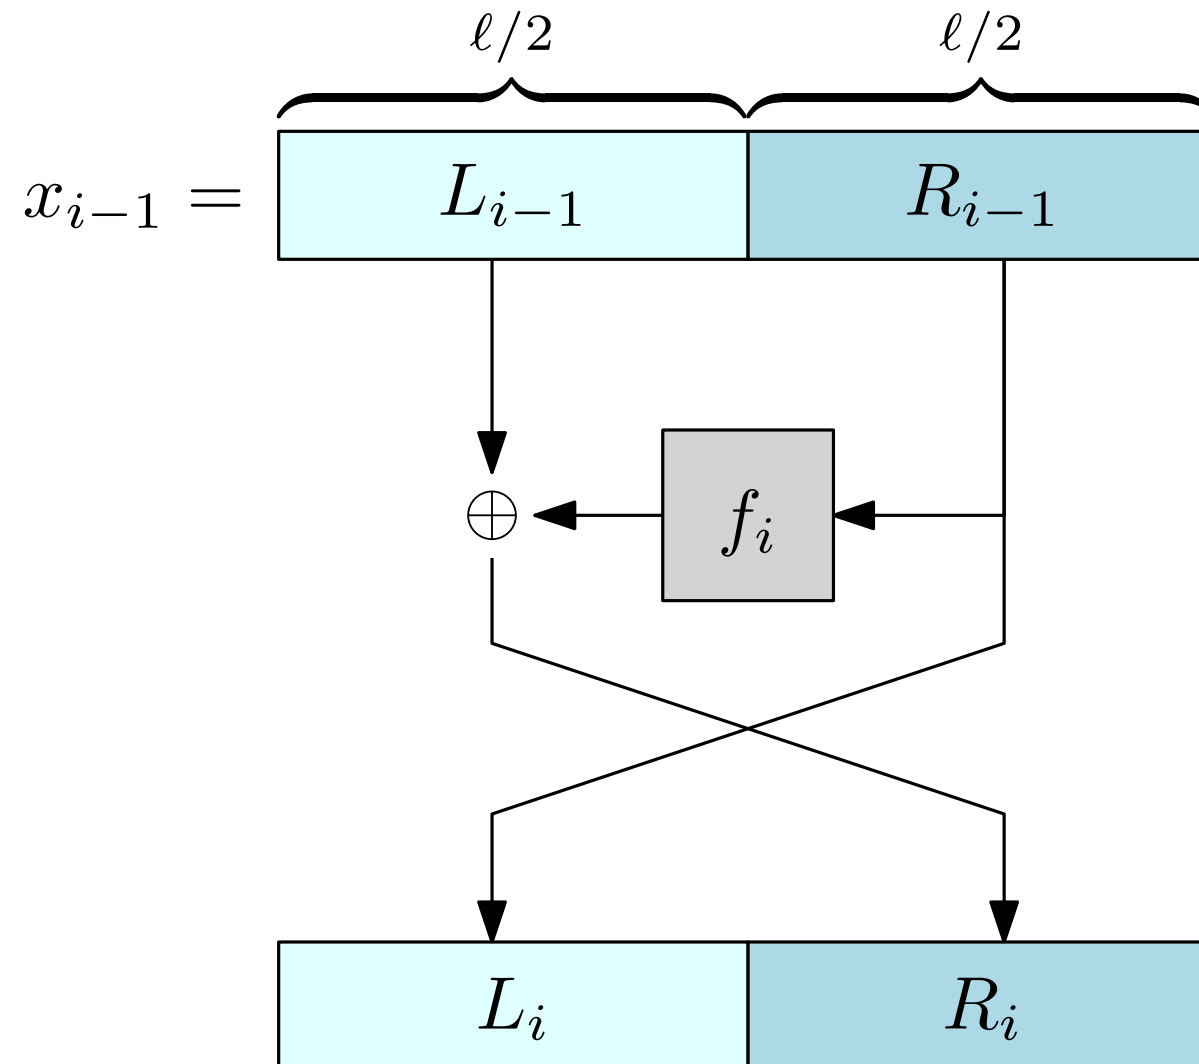 ℓ/2 ℓ/2
x_{i−1} = L_{i−1} R_{i−1}
f_i
L_i R_i